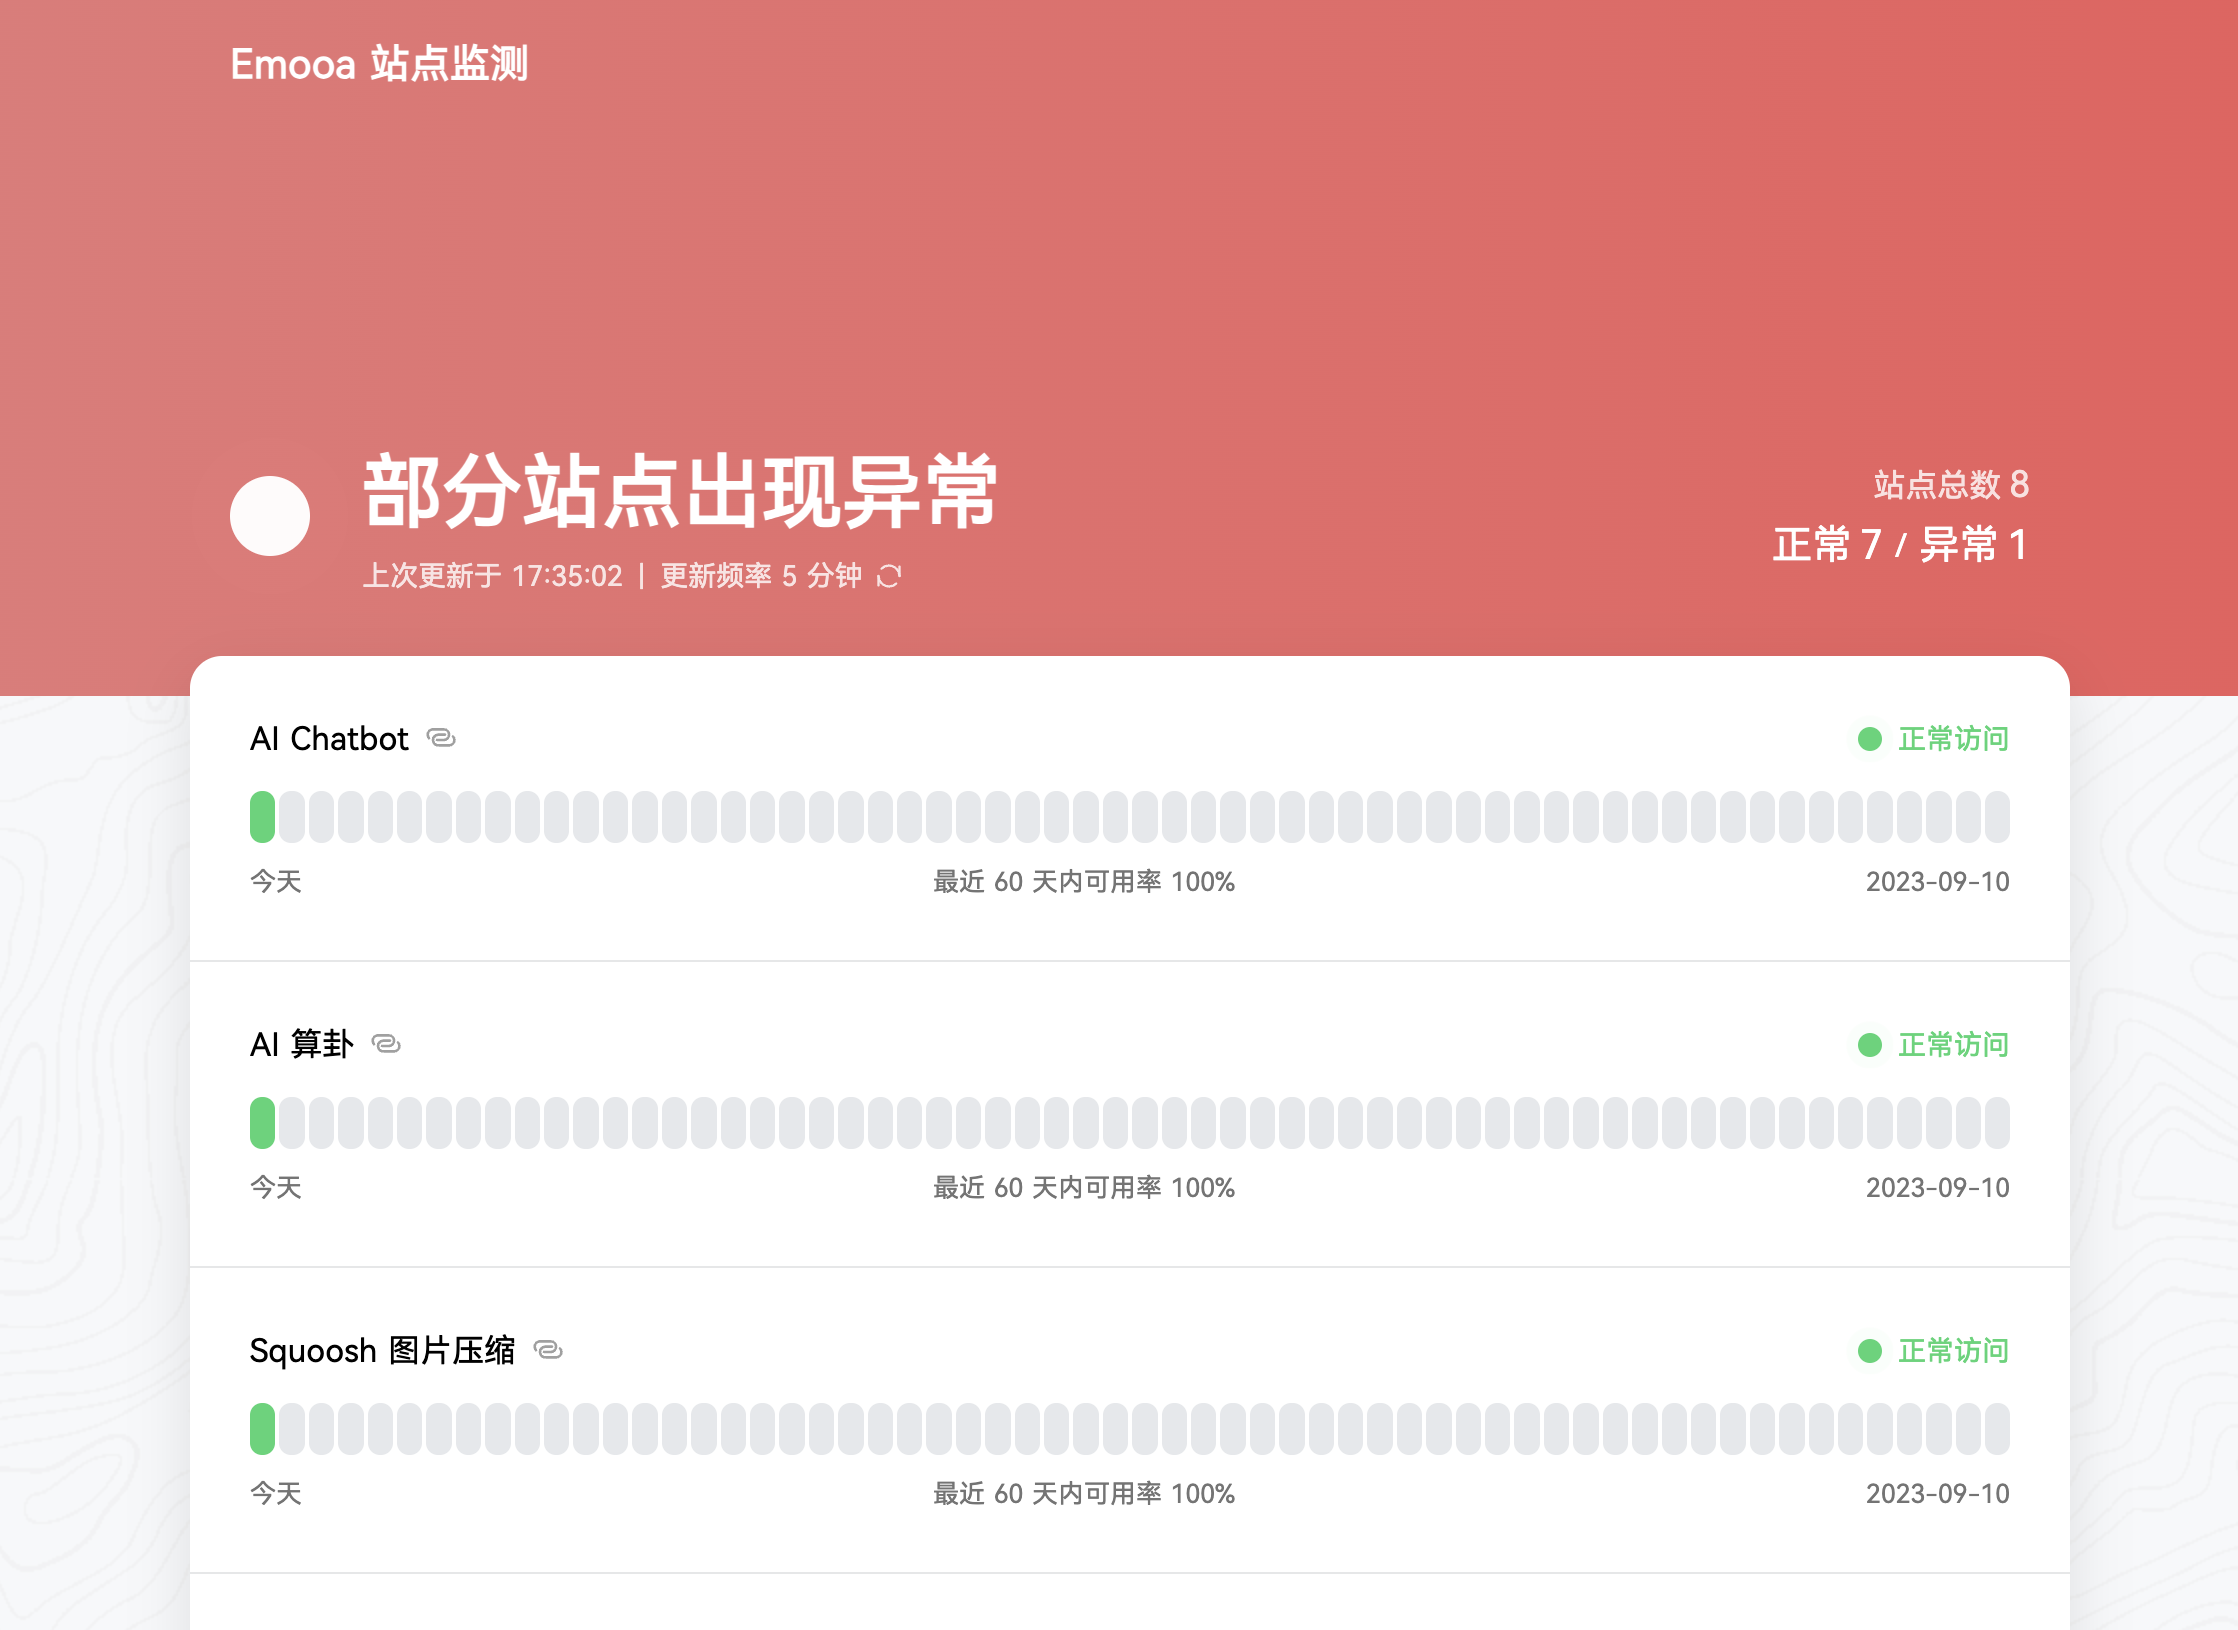 Emooa 站点监测
部分站点出现异常
上次更新于 17:35:02 | 更新频率 5 分钟
站点总数 8
正常 7 / 异常 1
AI Chatbot
正常访问
今天
最近 60 天内可用率 100%
2023-09-10
AI 算卦
正常访问
今天
最近 60 天内可用率 100%
2023-09-10
Squoosh 图片压缩
正常访问
今天
最近 60 天内可用率 100%
2023-09-10